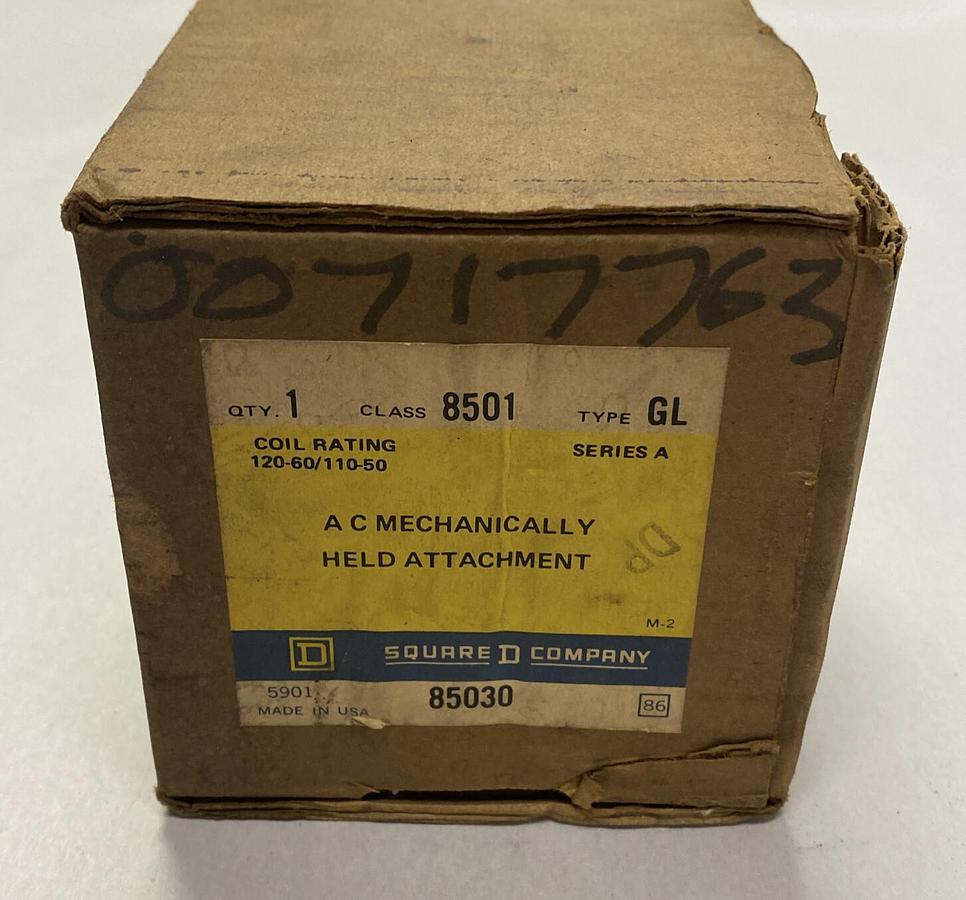 00717763
QTY. 1 CLASS 8501 TYPE GL
COIL RATING SERIES A
120-60/110-50
A C MECHANICALLY
HELD ATTACHMENT
DP
M-2
D SQUARE D COMPANY
5901 85030 86
MADE IN USA